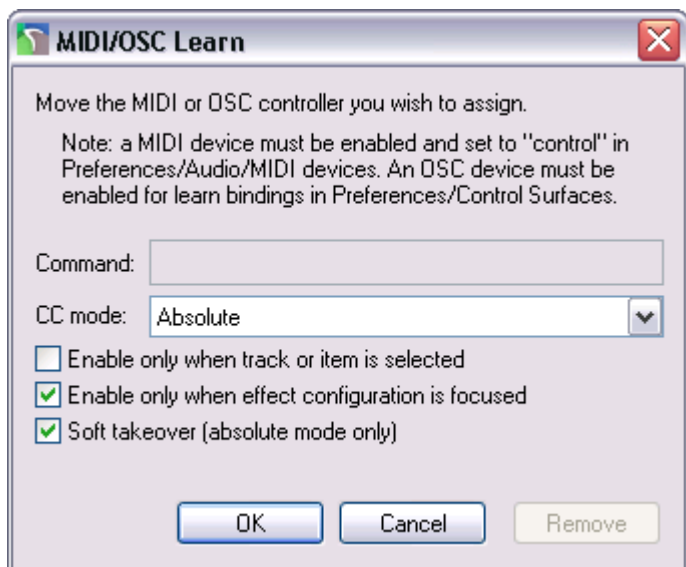 MIDI/OSC Learn
Move the MIDI or OSC controller you wish to assign.
Note: a MIDI device must be enabled and set to "control" in
Preferences/Audio/MIDI devices. An OSC device must be
enabled for learn bindings in Preferences/Control Surfaces.
Command:
CC mode: Absolute
Enable only when track or item is selected
Enable only when effect configuration is focused
Soft takeover (absolute mode only)
OK Cancel Remove